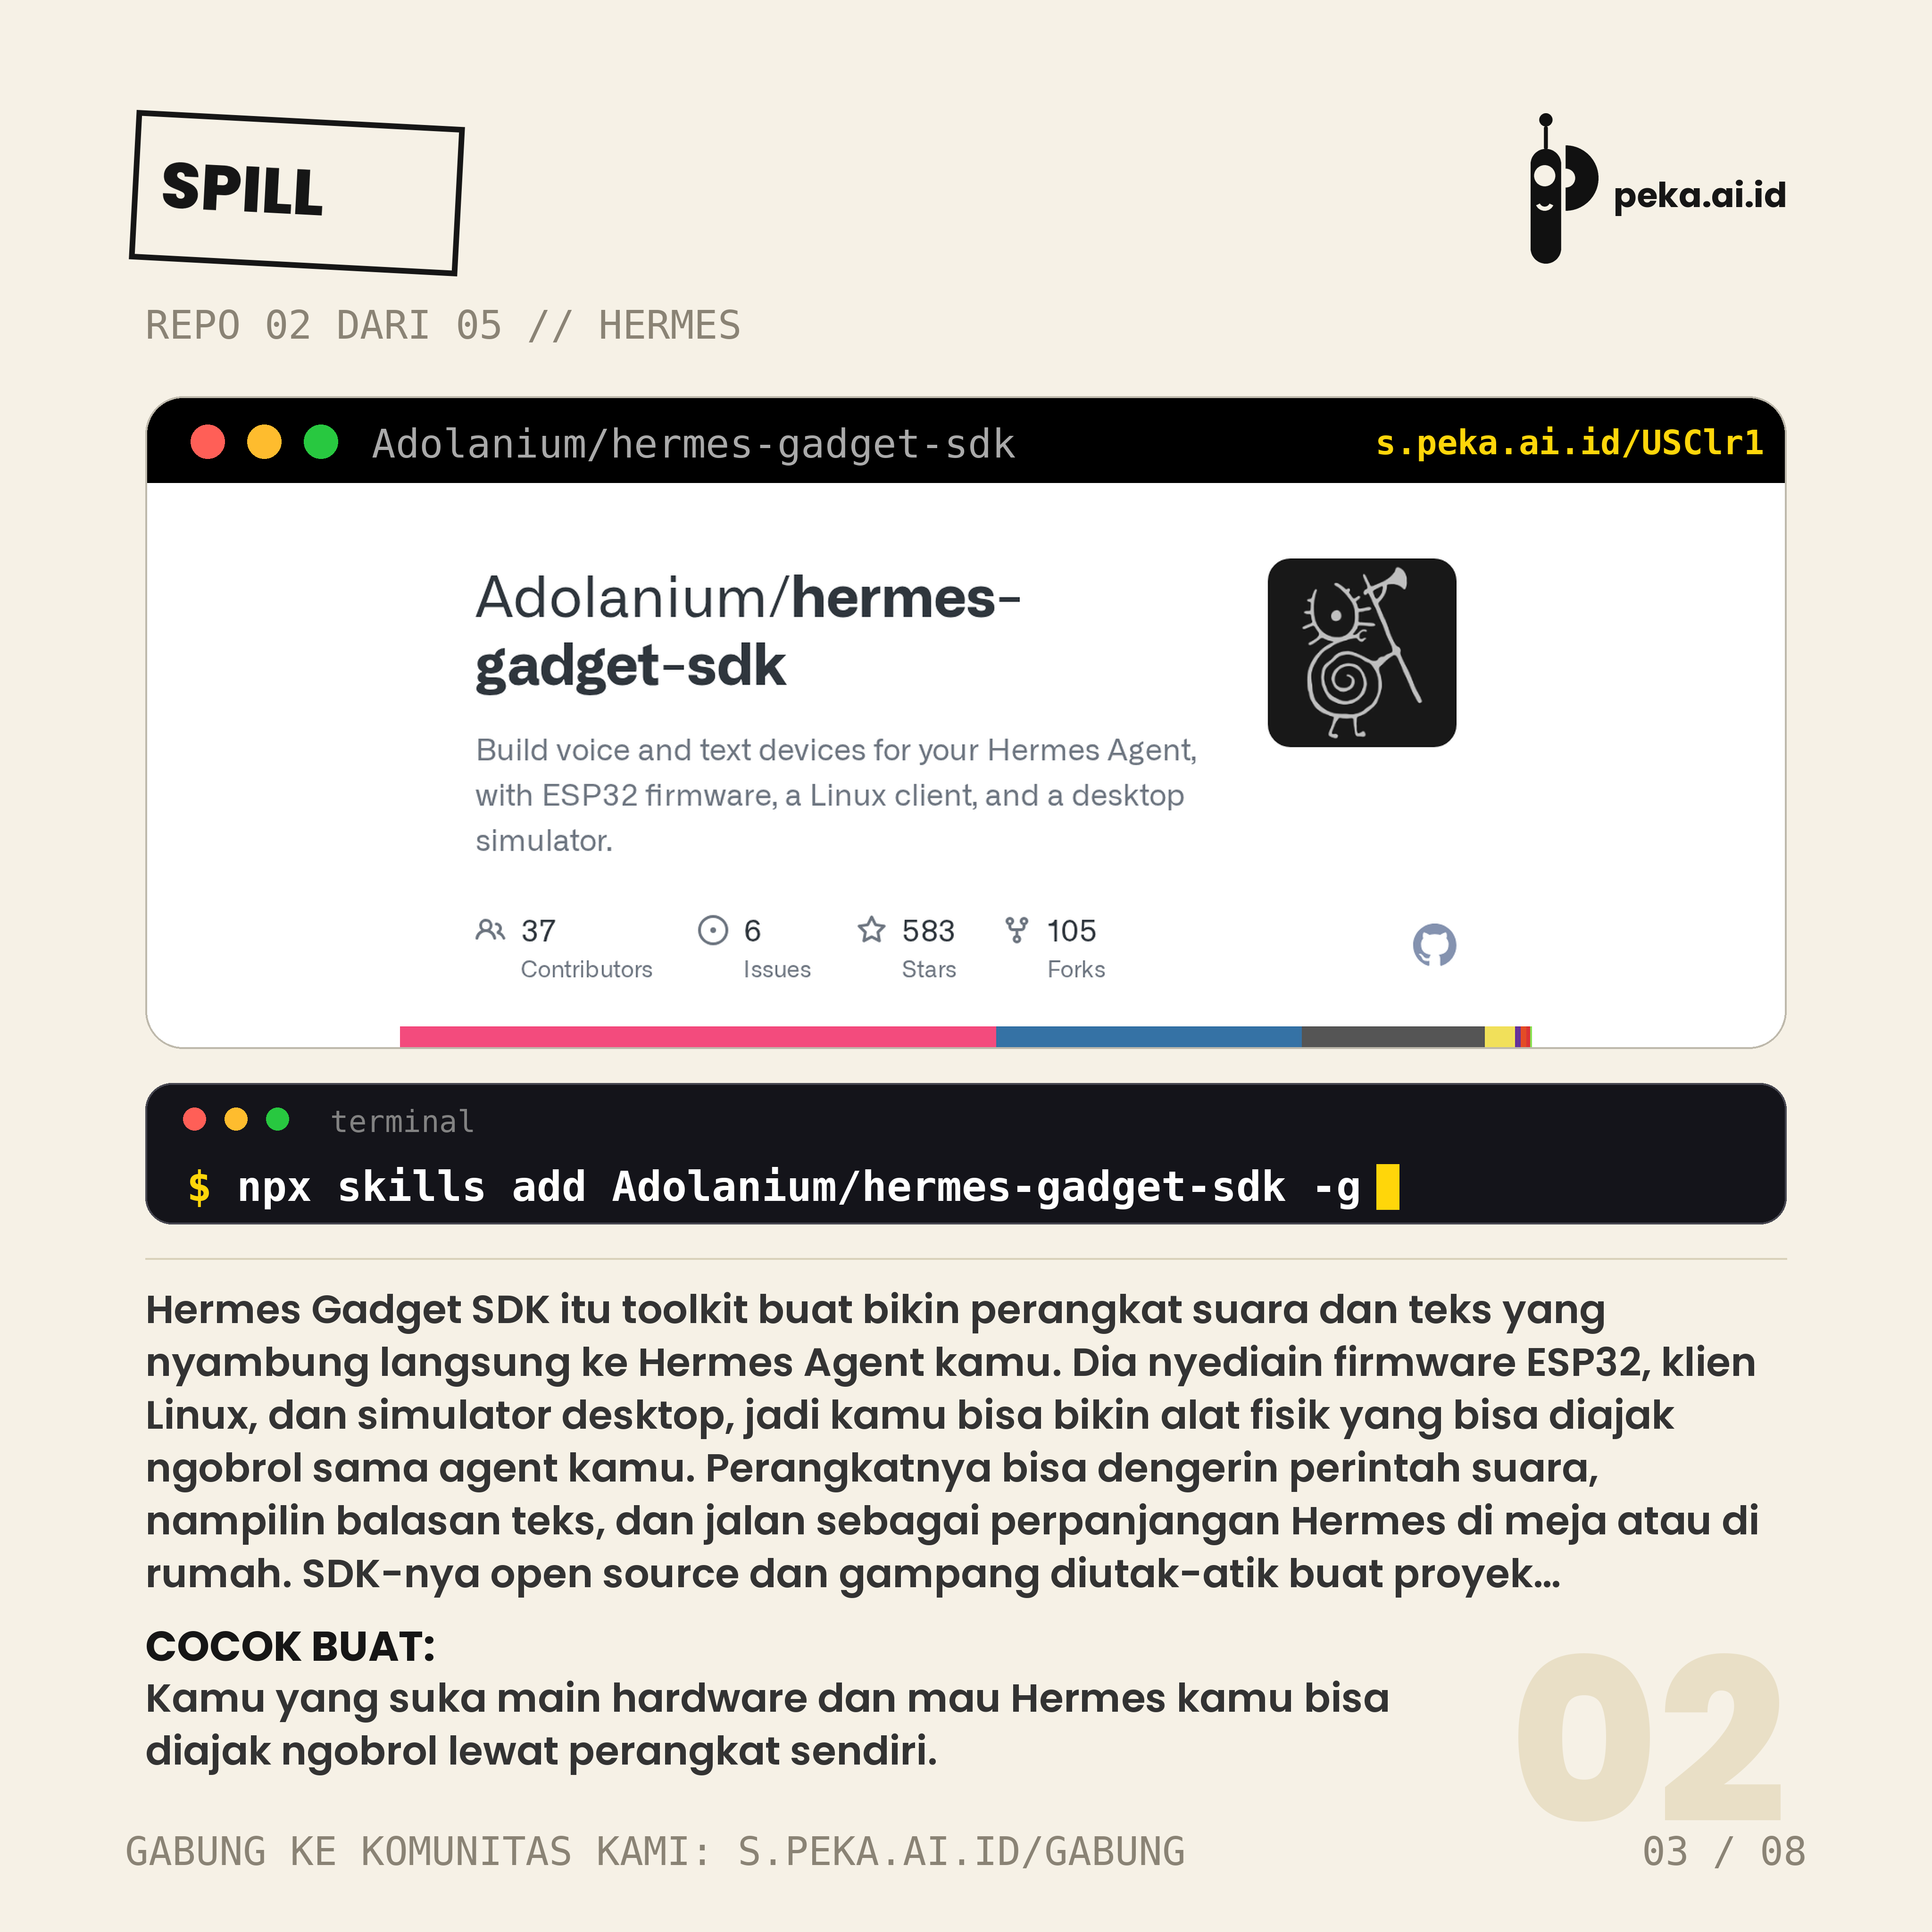 SPILL
peka.ai.id
REPO 02 DARI 05 // HERMES
Adolanium/hermes-gadget-sdk
s.peka.ai.id/USClr1
Adolanium/hermes-
gadget-sdk
Build voice and text devices for your Hermes Agent,
with ESP32 firmware, a Linux client, and a desktop
simulator.
37
Contributors
6
Issues
583
Stars
105
Forks
terminal
$ npx skills add Adolanium/hermes-gadget-sdk -g
Hermes Gadget SDK itu toolkit buat bikin perangkat suara dan teks yang
nyambung langsung ke Hermes Agent kamu. Dia nyediain firmware ESP32, klien
Linux, dan simulator desktop, jadi kamu bisa bikin alat fisik yang bisa diajak
ngobrol sama agent kamu. Perangkatnya bisa dengerin perintah suara,
nampilin balasan teks, dan jalan sebagai perpanjangan Hermes di meja atau di
rumah. SDK-nya open source dan gampang diutak-atik buat proyek...
COCOK BUAT:
Kamu yang suka main hardware dan mau Hermes kamu bisa
diajak ngobrol lewat perangkat sendiri.
02
GABUNG KE KOMUNITAS KAMI: S.PEKA.AI.ID/GABUNG
03 / 08